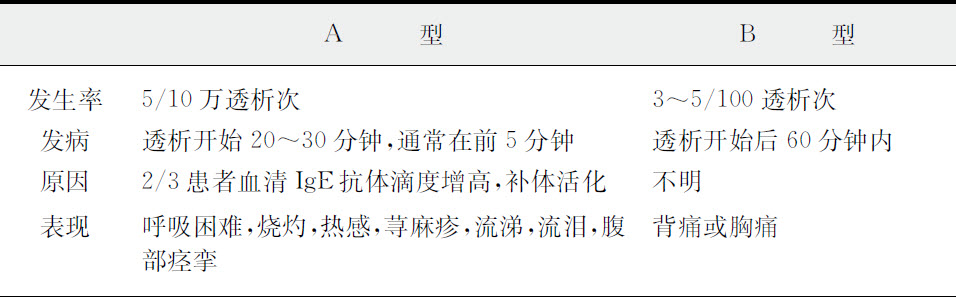 A 型 B 型
发生率 5/10 万透析次 3～5/100 透析次
发病 透析开始 20～30 分钟,通常在前 5 分钟 透析开始后 60 分钟内
原因 2/3 患者血清 IgE 抗体滴度增高,补体活化 不明
表现 呼吸困难,烧灼,热感,荨麻疹,流涕,流泪,腹 背痛或胸痛
部痉挛